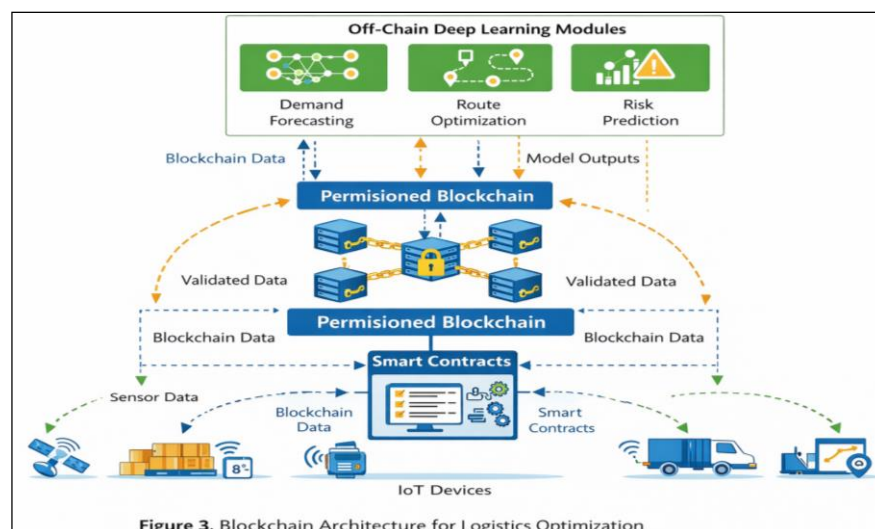 Off-Chain Deep Learning Modules
Demand
Forecasting
Route
Optimization
Risk
Prediction
Blockchain Data
Model Outputs
Permisioned Blockchain
Validated Data
Validated Data
Permisioned Blockchain
Blockchain Data
Blockchain Data
Smart Contracts
Sensor Data
Blockchain
Data
Smart
Contracts
8°
IoT Devices
Figure 3. Blockchain Architecture for Logistics Optimization